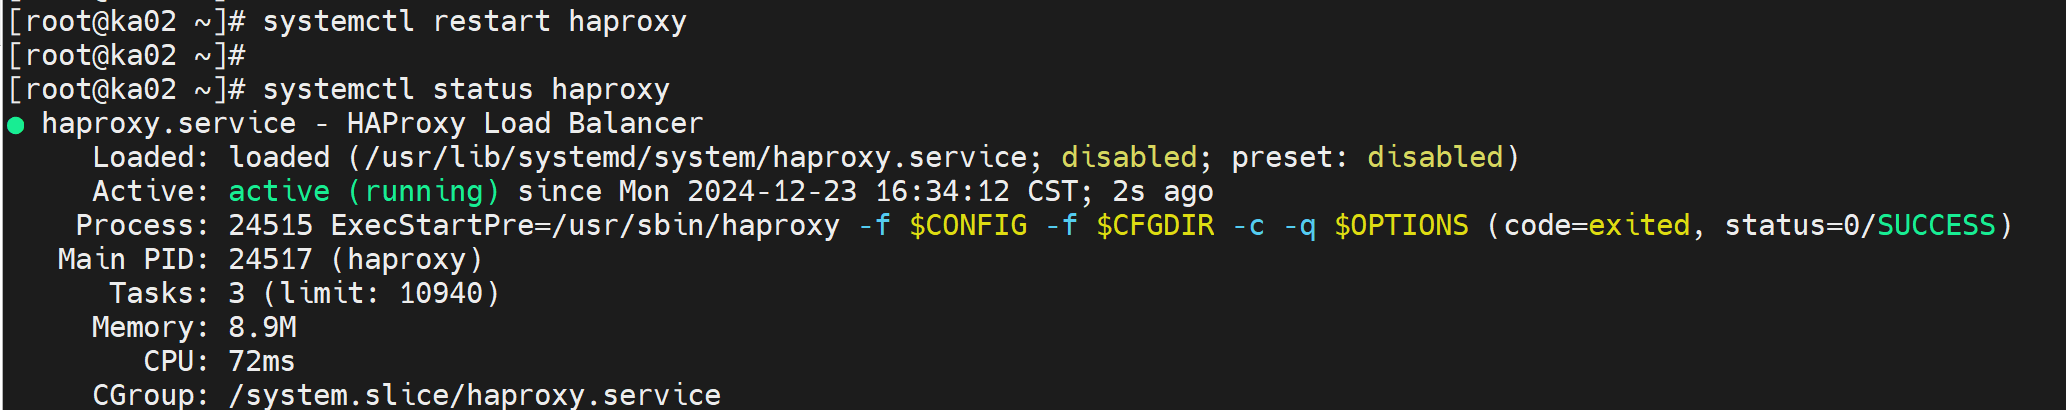 [root@ka02 ~]# systemctl restart haproxy
[root@ka02 ~]#
[root@ka02 ~]# systemctl status haproxy
● haproxy.service - HAProxy Load Balancer
     Loaded: loaded (/usr/lib/systemd/system/haproxy.service; disabled; preset: disabled)
     Active: active (running) since Mon 2024-12-23 16:34:12 CST; 2s ago
    Process: 24515 ExecStartPre=/usr/sbin/haproxy -f $CONFIG -f $CFGDIR -c -q $OPTIONS (code=exited, status=0/SUCCESS)
   Main PID: 24517 (haproxy)
      Tasks: 3 (limit: 10940)
     Memory: 8.9M
        CPU: 72ms
     CGroup: /system.slice/haproxy.service